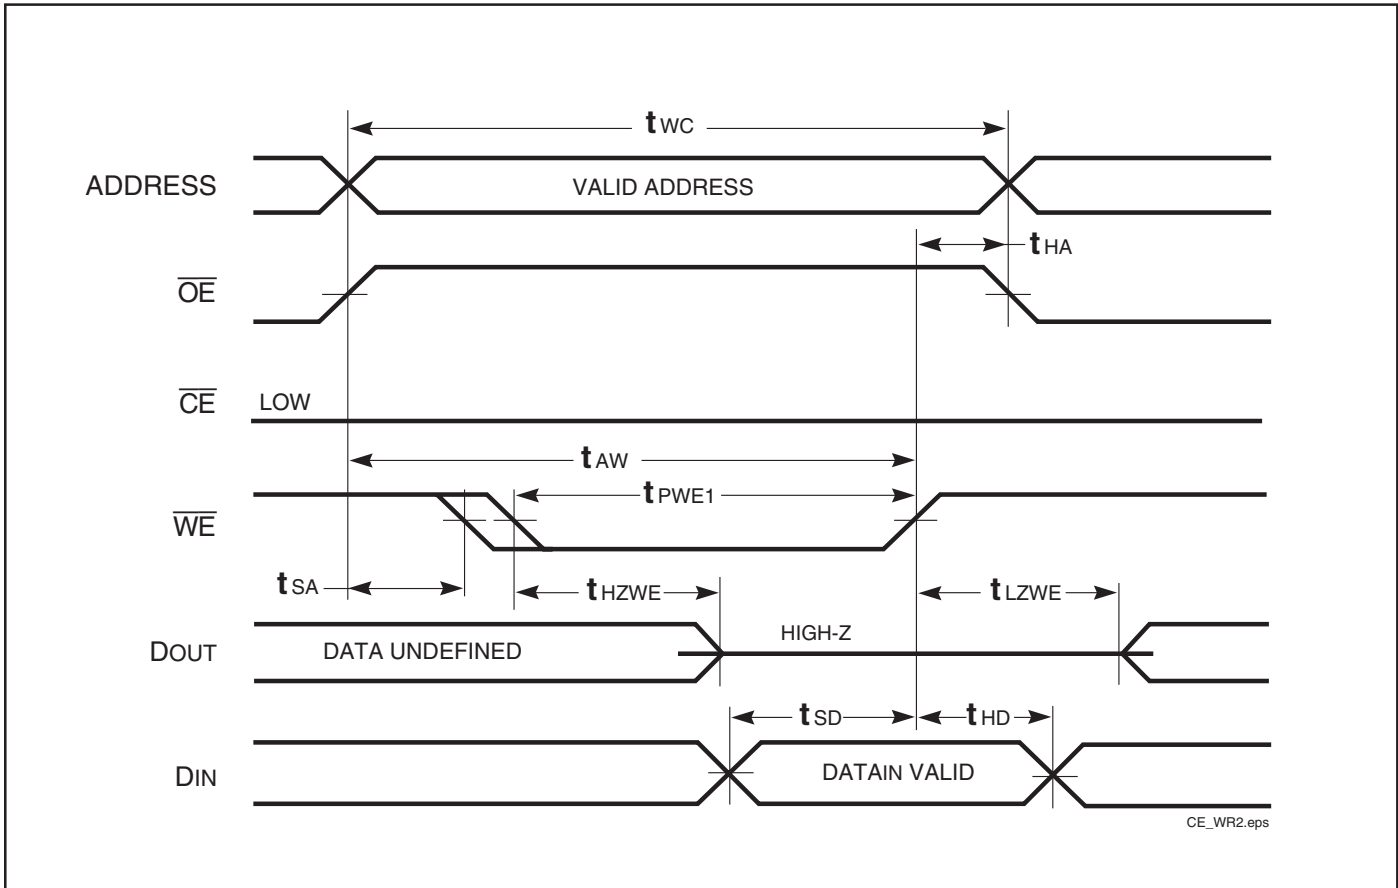 tWC
ADDRESS
VALID ADDRESS
tHA
OE
CE
LOW
tAW
tPWE1
WE
tSA
tHZWE
tLZWE
HIGH-Z
DOUT
DATA UNDEFINED
tSD
tHD
DIN
DATAIN VALID
CE_WR2.eps